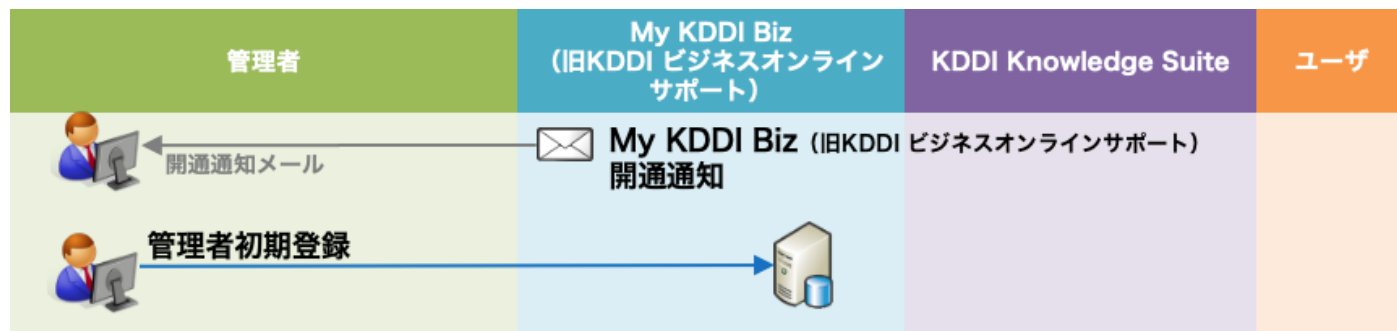 管理者
My KDDI Biz
（旧KDDI ビジネスオンライン
サポート）
KDDI Knowledge Suite
ユーザ
開通通知メール
My KDDI Biz（旧KDDI ビジネスオンラインサポート）
開通通知
管理者初期登録